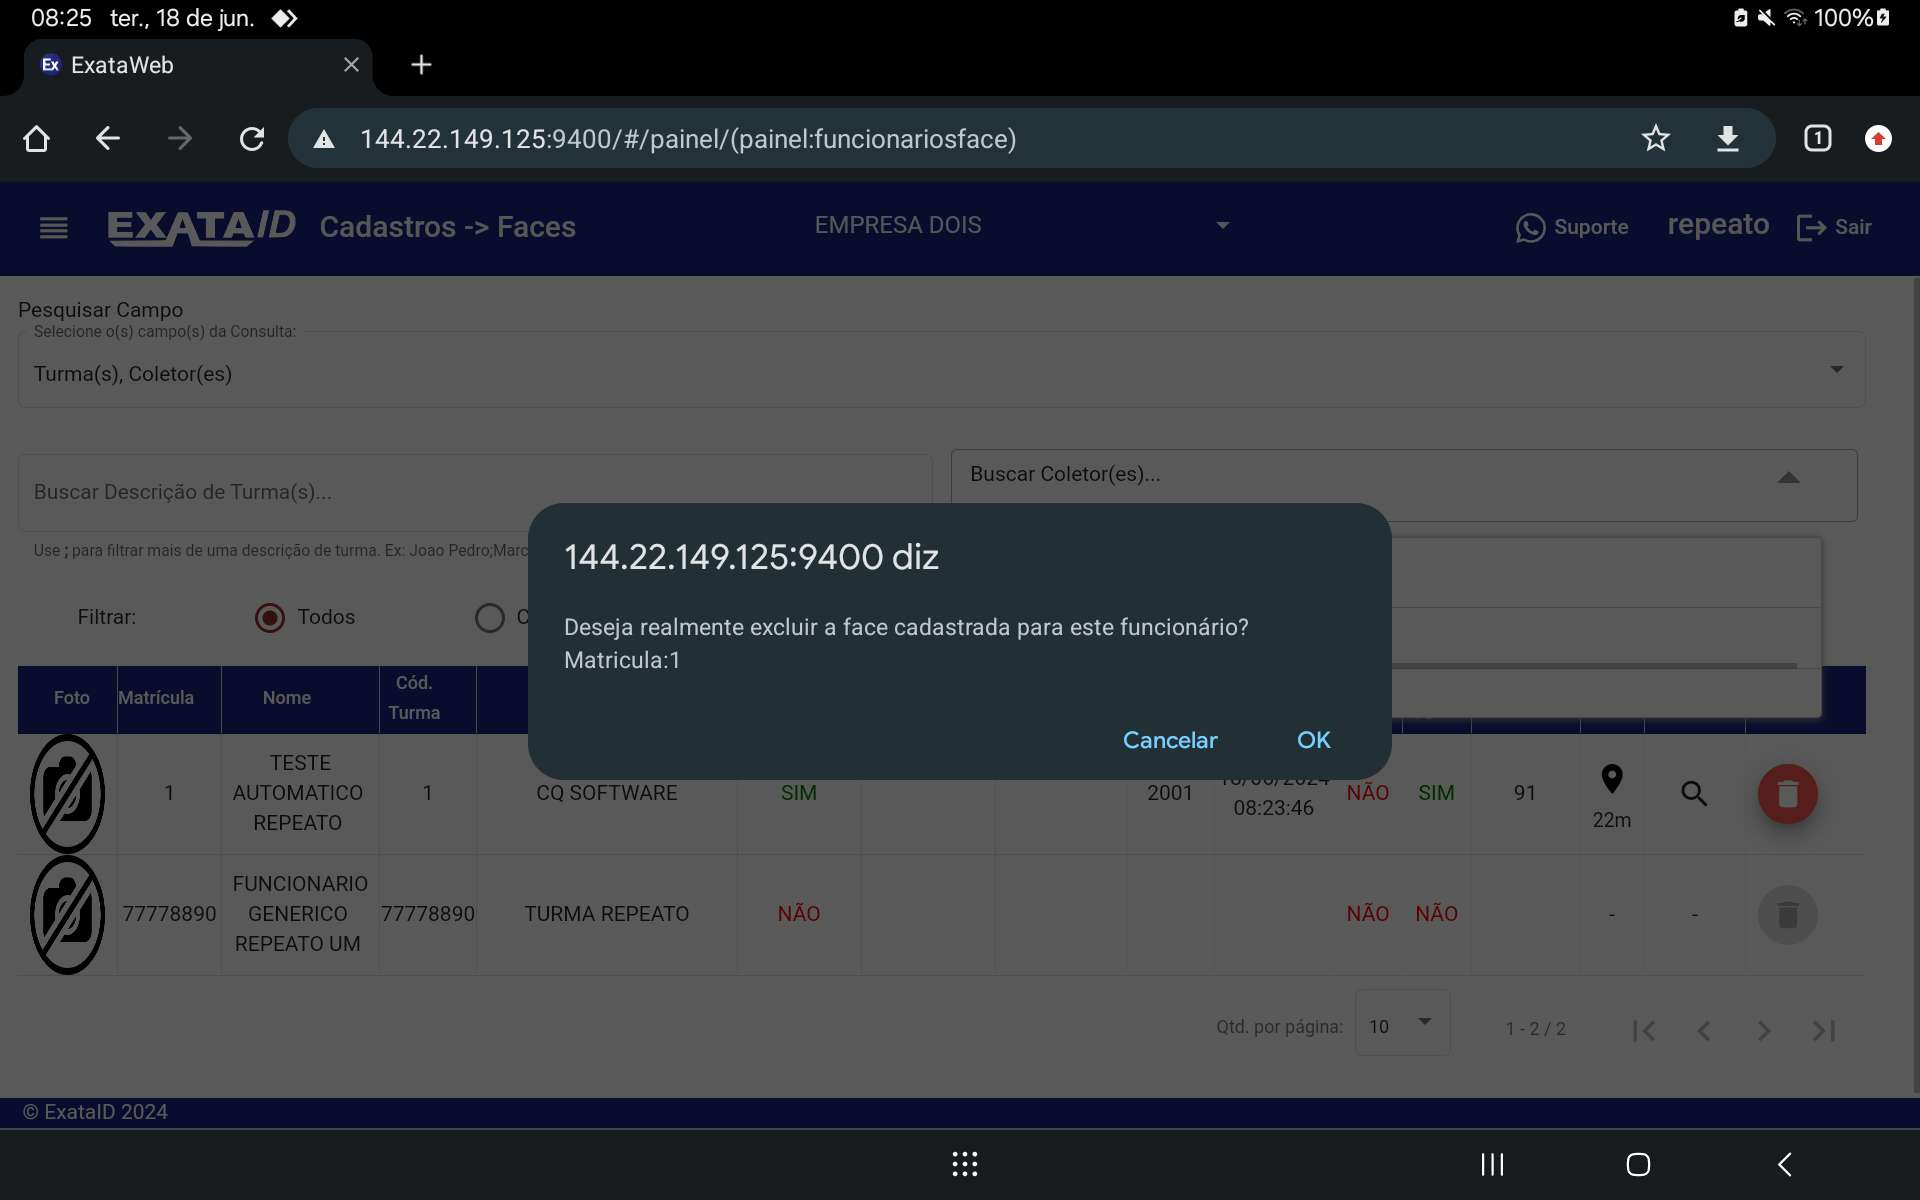 08:25 ter., 18 de jun. 100%
Ex ExataWeb
144.22.149.125:9400/#/painel/(painel:funcionariosface) 1
EXATAID Cadastros -> Faces EMPRESA DOIS Suporte repeato Sair
Pesquisar Campo
Selecione o(s) campo(s) da Consulta:
Turma(s), Coletor(es)
Buscar Descrição de Turma(s)...
Buscar Coletor(es)...
Use ; para filtrar mais de uma descrição de turma. Ex: Joao Pedro;Marc
144.22.149.125:9400 diz
Deseja realmente excluir a face cadastrada para este funcionário?
Matricula:1
Cancelar OK
Filtrar: Todos
Foto Matrícula Nome Cód. Turma
1 TESTE AUTOMATICO REPEATO 1 CQ SOFTWARE SIM 2001 08:23:46 NÃO SIM 91 22m
77778890 FUNCIONARIO GENERICO REPEATO UM 77778890 TURMA REPEATO NÃO NÃO NÃO - -
Qtd. por página: 10 1 - 2 / 2
© ExataID 2024